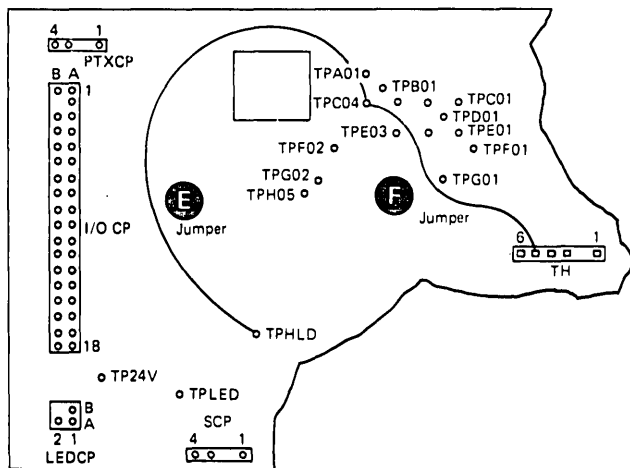 4 1
PTXCP
B A
1
TPA01
TPB01
TPC04
TPC01
TPD01
TPE03
TPE01
TPF02
TPF01
TPG02
TPG01
TPH05
E
F
Jumper
Jumper
I/O CP
6 1
TH
TPHLD
18
TP24V
TPLED
B
A
SCP
2 1
4 1
LEDCP